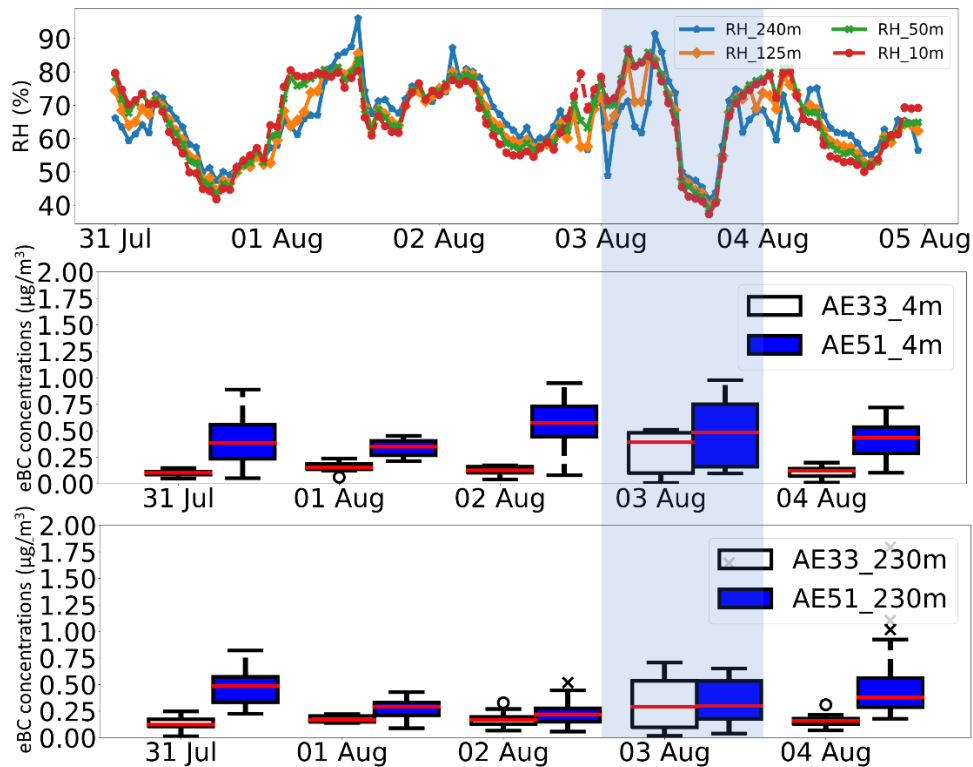 RH (%)
90
80
70
60
50
40
RH_240m
RH_50m
RH_125m
RH_10m
31 Jul
01 Aug
02 Aug
03 Aug
04 Aug
05 Aug
eBC concentrations (µg/m³)
2.00
1.75
1.50
1.25
1.00
0.75
0.50
0.25
0.00
AE33_4m
AE51_4m
31 Jul
01 Aug
02 Aug
03 Aug
04 Aug
eBC concentrations (µg/m³)
2.00
1.75
1.50
1.25
1.00
0.75
0.50
0.25
0.00
AE33_230m
AE51_230m
31 Jul
01 Aug
02 Aug
03 Aug
04 Aug